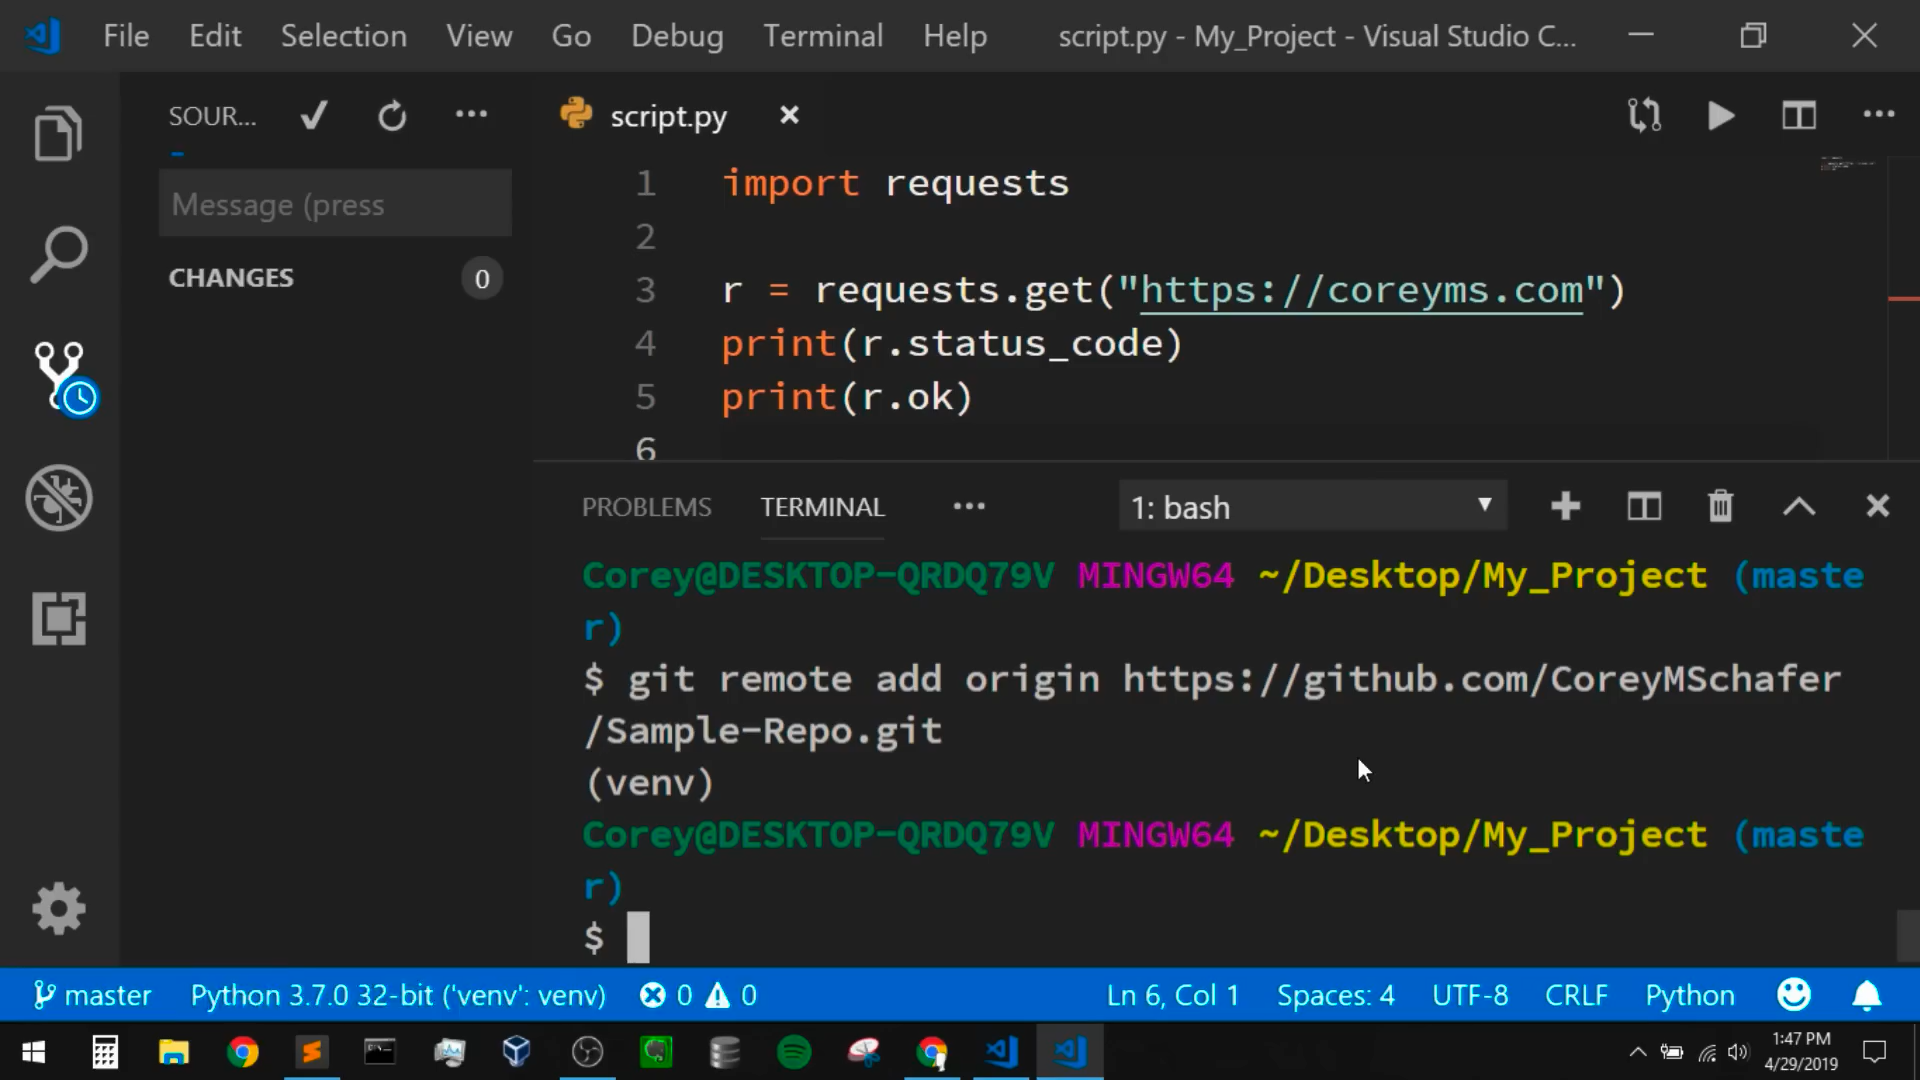 File Edit Selection View Go Debug Terminal Help script.py - My_Project - Visual Studio C...
SOUR...
script.py
Message (press
CHANGES 0
1 import requests
2
3 r = requests.get("https://coreyms.com")
4 print(r.status_code)
5 print(r.ok)
6
PROBLEMS TERMINAL 1: bash
Corey@DESKTOP-QRDQ79V MINGW64 ~/Desktop/My_Project (maste
r)
$ git remote add origin https://github.com/CoreyMSchafer
/Sample-Repo.git
(venv)
Corey@DESKTOP-QRDQ79V MINGW64 ~/Desktop/My_Project (maste
r)
$
master Python 3.7.0 32-bit ('venv': venv) 0 0 Ln 6, Col 1 Spaces: 4 UTF-8 CRLF Python
1:47 PM
4/29/2019